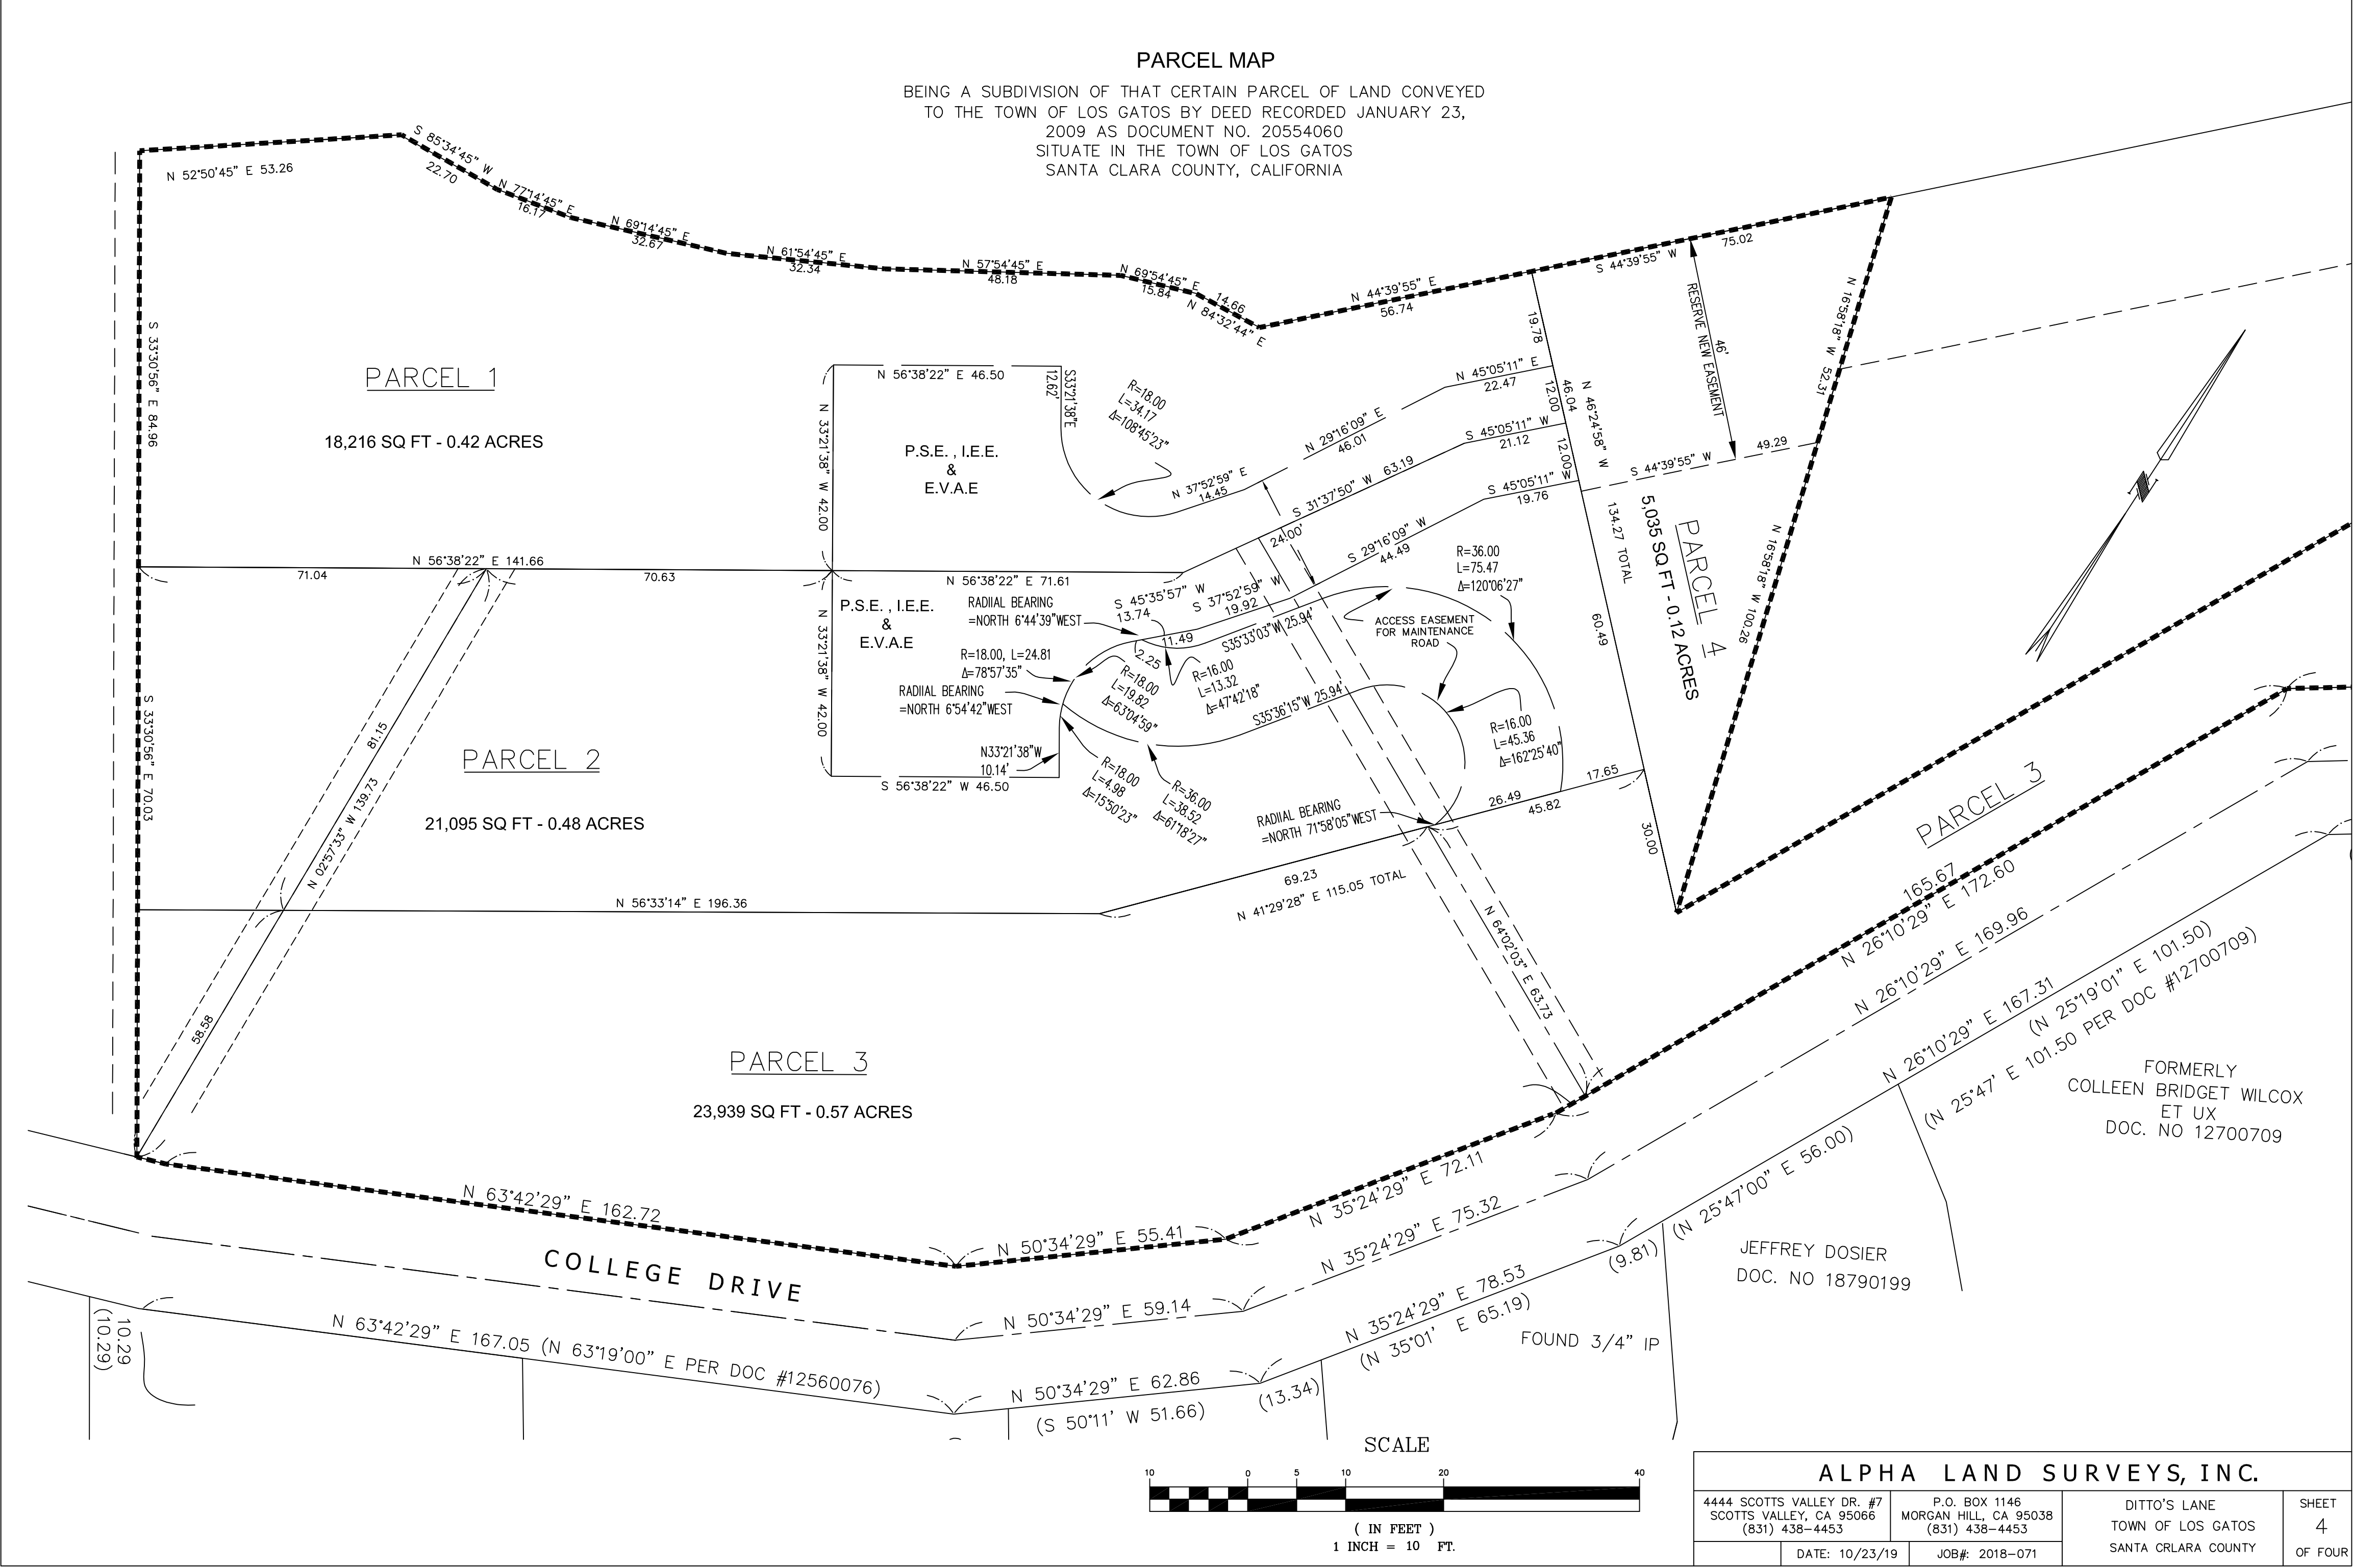 PARCEL MAP
BEING A SUBDIVISION OF THAT CERTAIN PARCEL OF LAND CONVEYED
TO THE TOWN OF LOS GATOS BY DEED RECORDED JANUARY 23,
2009 AS DOCUMENT NO. 20554060
SITUATE IN THE TOWN OF LOS GATOS
SANTA CLARA COUNTY, CALIFORNIA
N 52°50'45" E 53.26
S 85°34'45" W
22.70
N 77°14'45" E
16.17
N 69°14'45" E
32.67
N 61°54'45" E
32.34
N 57°54'45" E
48.18
N 69°54'45" E
15.84
14.66
N 84°32'44" E
N 44°39'55" E
56.74
S 44°39'55" W
75.02
S 33°30'56" E 84.96
PARCEL 1
18,216 SQ FT - 0.42 ACRES
N 33°21'38" W 42.00
N 56°38'22" E 46.50
S33°21'38"E
12.62'
P.S.E. , I.E.E.
&
E.V.A.E
R=18.00
L=34.17
Δ=108°45'23"
N 37°52'59" E
14.45
N 29°16'09" E
46.01
N 45°05'11" E
22.47
S 31°37'50" W 63.19
S 45°05'11" W
21.12
S 29°16'09" W
44.49
S 45°05'11" W
19.76
24.00'
19.78
12.00
46.04
12.00
N 46°24'58" W
134.27 TOTAL
60.49
30.00
RESERVE NEW EASEMENT
46'
N 16°58'18" W 52.31
S 44°39'55" W
49.29
N 16°58'18" W 100.26
PARCEL 4
5,035 SQ FT - 0.12 ACRES
N 56°38'22" E 141.66
71.04
70.63
N 56°38'22" E 71.61
P.S.E. , I.E.E.
&
E.V.A.E
N 33°21'38" W 42.00
RADIIAL BEARING
=NORTH 6°44'39"WEST
S 45°35'57" W
13.74
S 37°52'59" W
19.92
11.49
2.25
S35°33'03"W 25.94'
R=36.00
L=75.47
Δ=120°06'27"
ACCESS EASEMENT
FOR MAINTENANCE
ROAD
R=18.00, L=24.81
Δ=78°57'35"
RADIIAL BEARING
=NORTH 6°54'42"WEST
R=18.00
L=19.82
Δ=63°04'59"
R=16.00
L=13.32
Δ=47°42'18"
S35°36'15"W 25.94'
R=16.00
L=45.36
Δ=162°25'40"
N33°21'38"W
10.14'
S 56°38'22" W 46.50
R=18.00
L=4.98
Δ=15°50'23"
R=36.00
L=38.52
Δ=61°18'27"
RADIIAL BEARING
=NORTH 71°58'05"WEST
26.49
17.65
45.82
69.23
N 41°29'28" E 115.05 TOTAL
S 33°30'56" E 70.03
81.15
N 02°57'33" W 139.73
58.58
PARCEL 2
21,095 SQ FT - 0.48 ACRES
N 56°33'14" E 196.36
N 64°02'03" E 63.73
PARCEL 3
23,939 SQ FT - 0.57 ACRES
PARCEL 3
165.67
N 26°10'29" E 172.60
N 26°10'29" E 169.96
N 26°10'29" E 167.31
(N 25°19'01" E 101.50)
(N 25°47' E 101.50 PER DOC #12700709)
FORMERLY
COLLEEN BRIDGET WILCOX
ET UX
DOC. NO 12700709
N 63°42'29" E 162.72
N 50°34'29" E 55.41
N 35°24'29" E 72.11
COLLEGE DRIVE
N 50°34'29" E 59.14
N 35°24'29" E 75.32
(N 25°47'00" E 56.00)
(9.81)
JEFFREY DOSIER
DOC. NO 18790199
10.29
(10.29)
N 63°42'29" E 167.05 (N 63°19'00" E PER DOC #12560076)
N 50°34'29" E 62.86
(S 50°11' W 51.66)
(13.34)
N 35°24'29" E 78.53
(N 35°01' E 65.19)
FOUND 3/4" IP
SCALE
10 0 5 10 20 40
( IN FEET )
1 INCH = 10 FT.
ALPHA LAND SURVEYS, INC.
4444 SCOTTS VALLEY DR. #7
SCOTTS VALLEY, CA 95066
(831) 438-4453
P.O. BOX 1146
MORGAN HILL, CA 95038
(831) 438-4453
DITTO'S LANE
TOWN OF LOS GATOS
SANTA CRLARA COUNTY
SHEET
4
OF FOUR
DATE: 10/23/19
JOB#: 2018-071